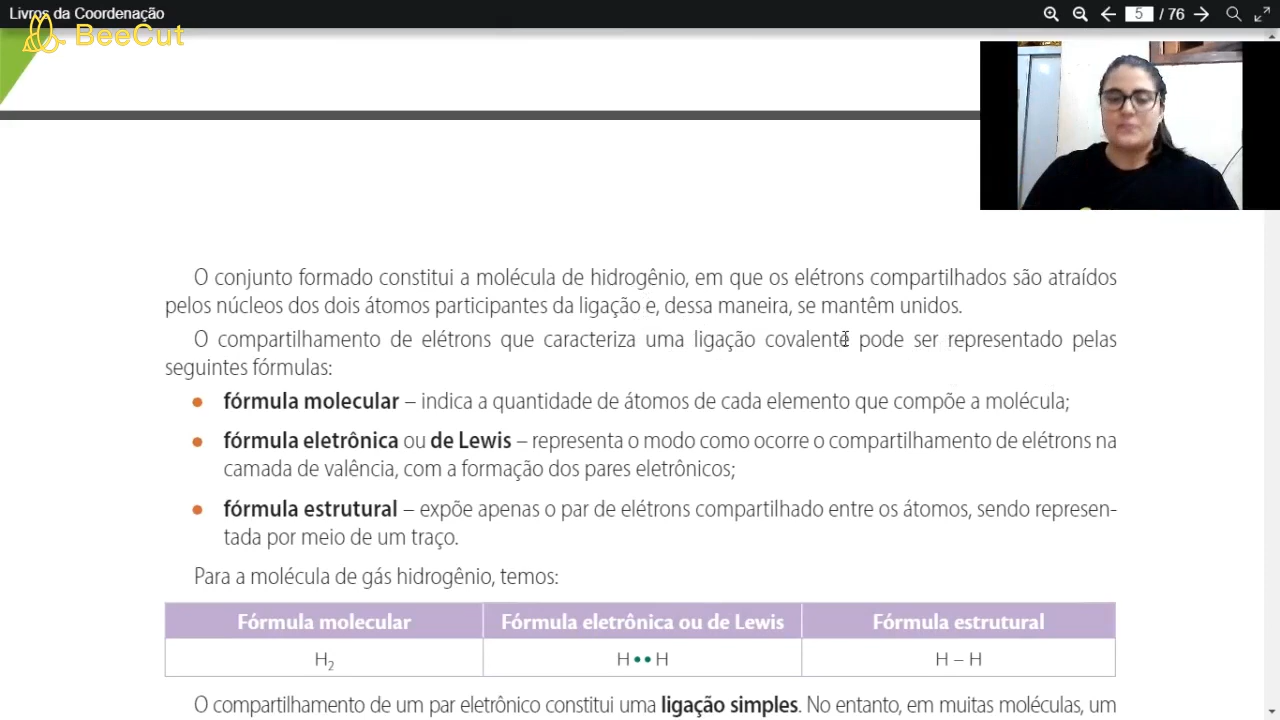 Livros da Coordenação
5 / 76
BeeCut
O conjunto formado constitui a molécula de hidrogênio, em que os elétrons compartilhados são atraídos
pelos núcleos dos dois átomos participantes da ligação e, dessa maneira, se mantêm unidos.
O compartilhamento de elétrons que caracteriza uma ligação covalente pode ser representado pelas
seguintes fórmulas:
● fórmula molecular – indica a quantidade de átomos de cada elemento que compõe a molécula;
● fórmula eletrônica ou de Lewis – representa o modo como ocorre o compartilhamento de elétrons na
camada de valência, com a formação dos pares eletrônicos;
● fórmula estrutural – expõe apenas o par de elétrons compartilhado entre os átomos, sendo represen-
tada por meio de um traço.
Para a molécula de gás hidrogênio, temos:
Fórmula molecular Fórmula eletrônica ou de Lewis Fórmula estrutural
H₂ H •• H H – H
O compartilhamento de um par eletrônico constitui uma ligação simples. No entanto, em muitas moléculas, um